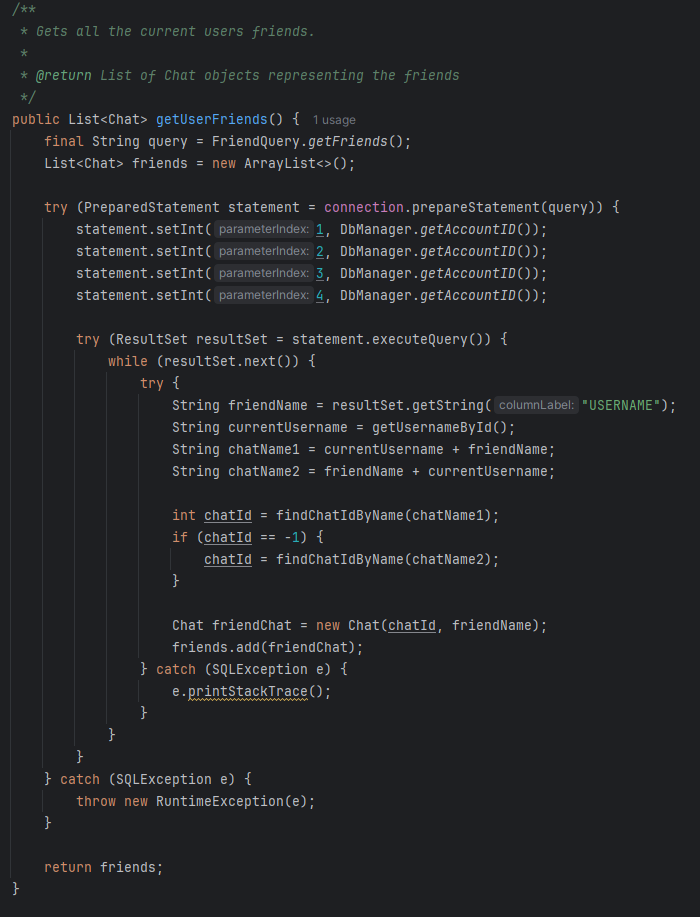 /**
 * Gets all the current users friends.
 *
 * @return List of Chat objects representing the friends
 */
public List<Chat> getUserFriends() {  1 usage
    final String query = FriendQuery.getFriends();
    List<Chat> friends = new ArrayList<>();

    try (PreparedStatement statement = connection.prepareStatement(query)) {
        statement.setInt( parameterIndex: 1, DbManager.getAccountID());
        statement.setInt( parameterIndex: 2, DbManager.getAccountID());
        statement.setInt( parameterIndex: 3, DbManager.getAccountID());
        statement.setInt( parameterIndex: 4, DbManager.getAccountID());

        try (ResultSet resultSet = statement.executeQuery()) {
            while (resultSet.next()) {
                try {
                    String friendName = resultSet.getString( columnLabel: "USERNAME");
                    String currentUsername = getUsernameById();
                    String chatName1 = currentUsername + friendName;
                    String chatName2 = friendName + currentUsername;

                    int chatId = findChatIdByName(chatName1);
                    if (chatId == -1) {
                        chatId = findChatIdByName(chatName2);
                    }

                    Chat friendChat = new Chat(chatId, friendName);
                    friends.add(friendChat);
                } catch (SQLException e) {
                    e.printStackTrace();
                }
            }
        }
    } catch (SQLException e) {
        throw new RuntimeException(e);
    }

    return friends;
}